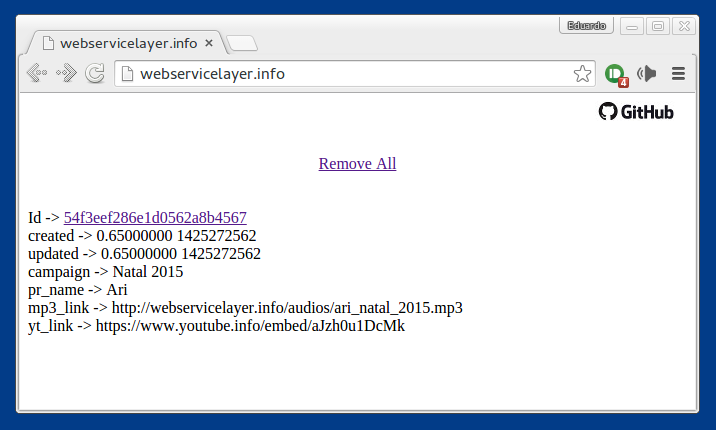 Eduardo
webservicelayer.info
webservicelayer.info
4
GitHub
Remove All
Id -> 54f3eef286e1d0562a8b4567
created -> 0.65000000 1425272562
updated -> 0.65000000 1425272562
campaign -> Natal 2015
pr_name -> Ari
mp3_link -> http://webservicelayer.info/audios/ari_natal_2015.mp3
yt_link -> https://www.youtube.info/embed/aJzh0u1DcMk